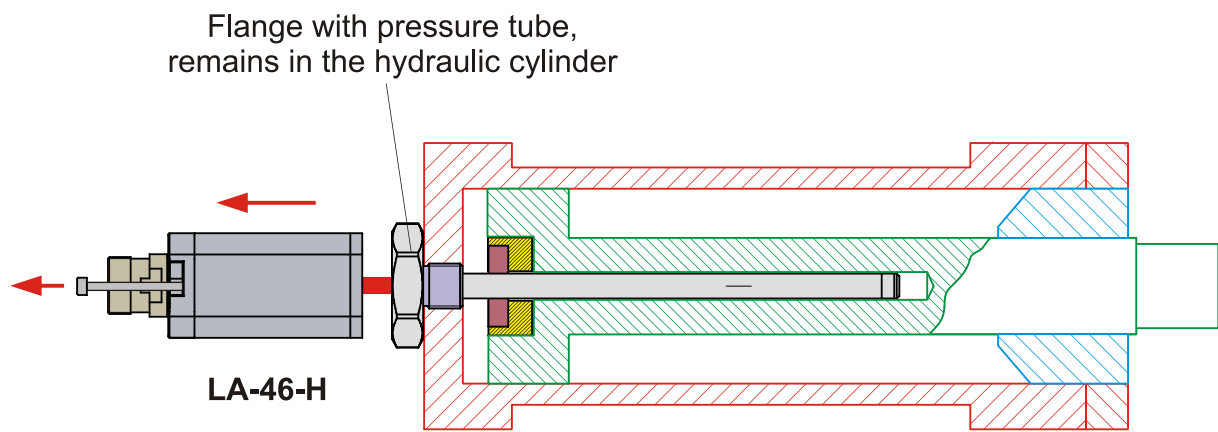 Flange with pressure tube,
remains in the hydraulic cylinder
LA-46-H